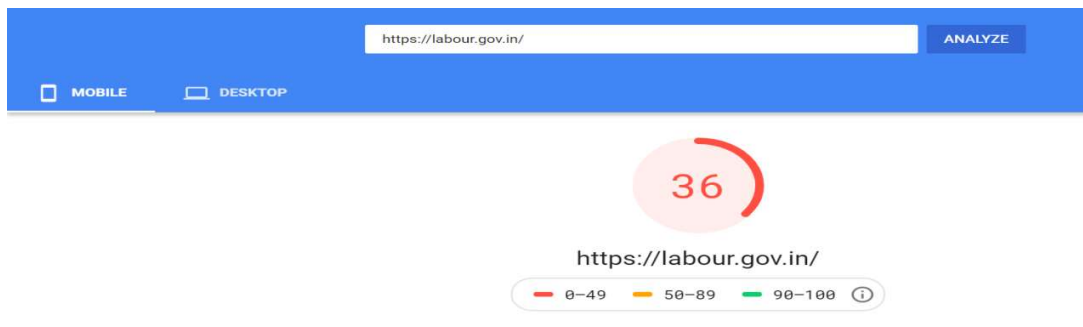 https://labour.gov.in/ ANALYZE
MOBILE DESKTOP
36
https://labour.gov.in/
0–49 50–89 90–100